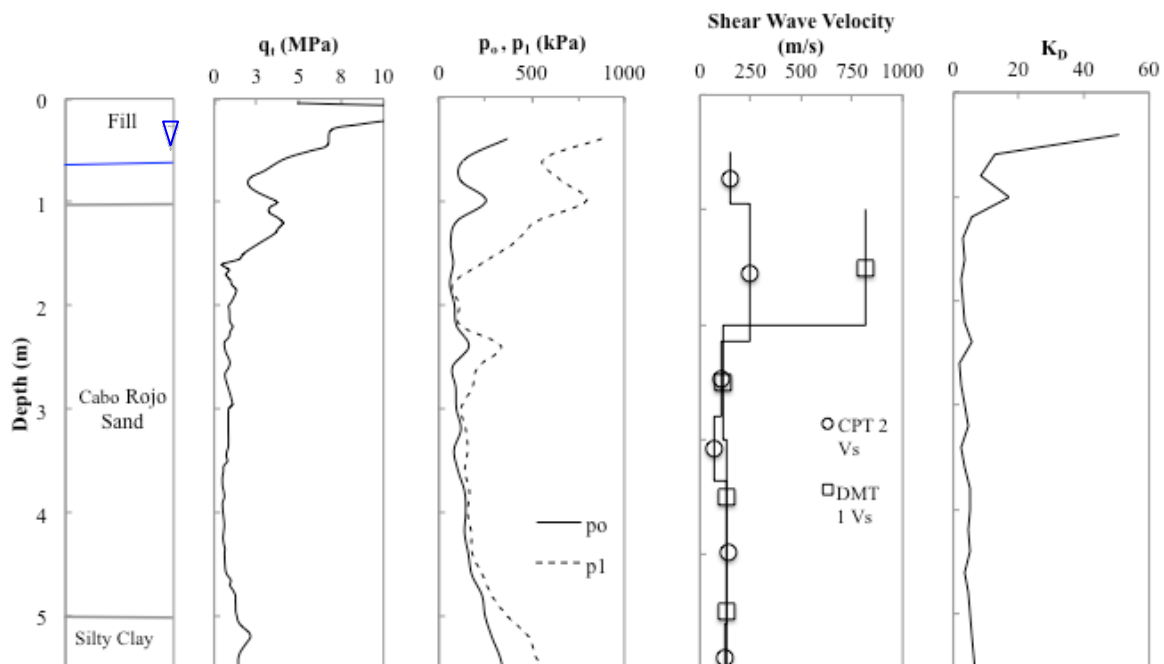 Shear Wave Velocity
(m/s)
qt (MPa)
po , p1 (kPa)
KD
0 3 5 8 10
0 500 1000
0 250 500 750 1000
0 20 40 60
Depth (m)
0
1
2
3
4
5
Fill
Cabo Rojo
Sand
Silty Clay
po
p1
CPT 2
Vs
DMT
1 Vs